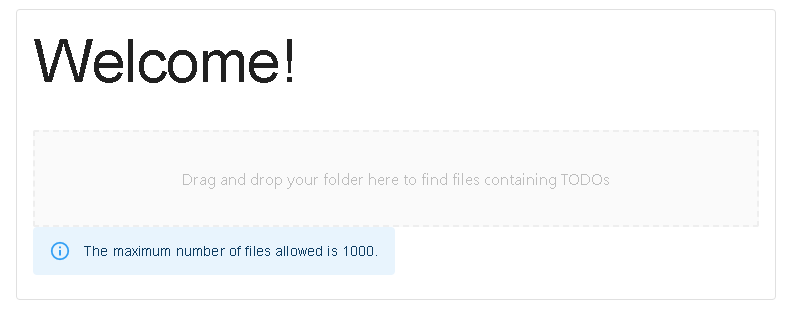 Welcome!
Drag and drop your folder here to find files containing TODOs
The maximum number of files allowed is 1000.